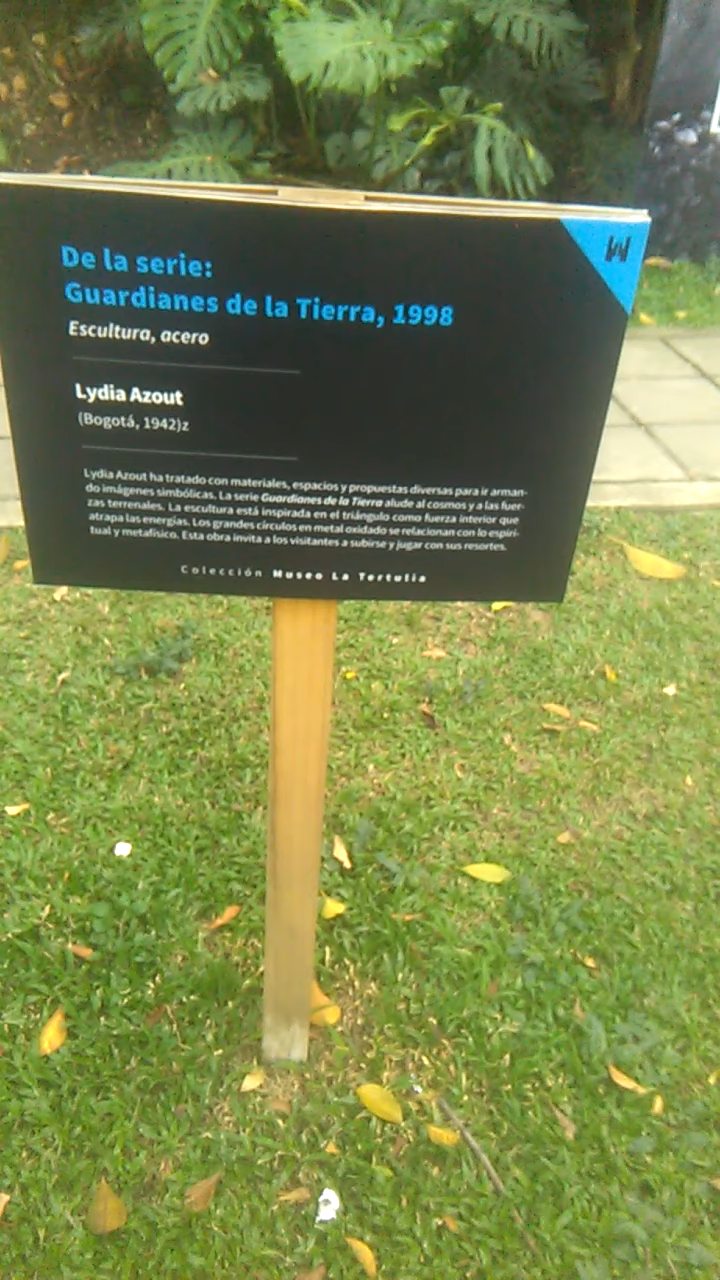 De la serie:
Guardianes de la Tierra, 1998
Escultura, acero
Lydia Azout
(Bogotá, 1942)z
Lydia Azout ha tratado con materiales, espacios y propuestas diversas para ir arman-
do imágenes simbólicas. La serie Guardianes de la Tierra alude al cosmos y a las fuer-
zas terrenales. La escultura está inspirada en el triángulo como fuerza interior que
atrapa las energías. Los grandes círculos en metal oxidado se relacionan con lo espiri-
tual y metafísico. Esta obra invita a los visitantes a subirse y jugar con sus resortes.
Colección Museo La Tertulia